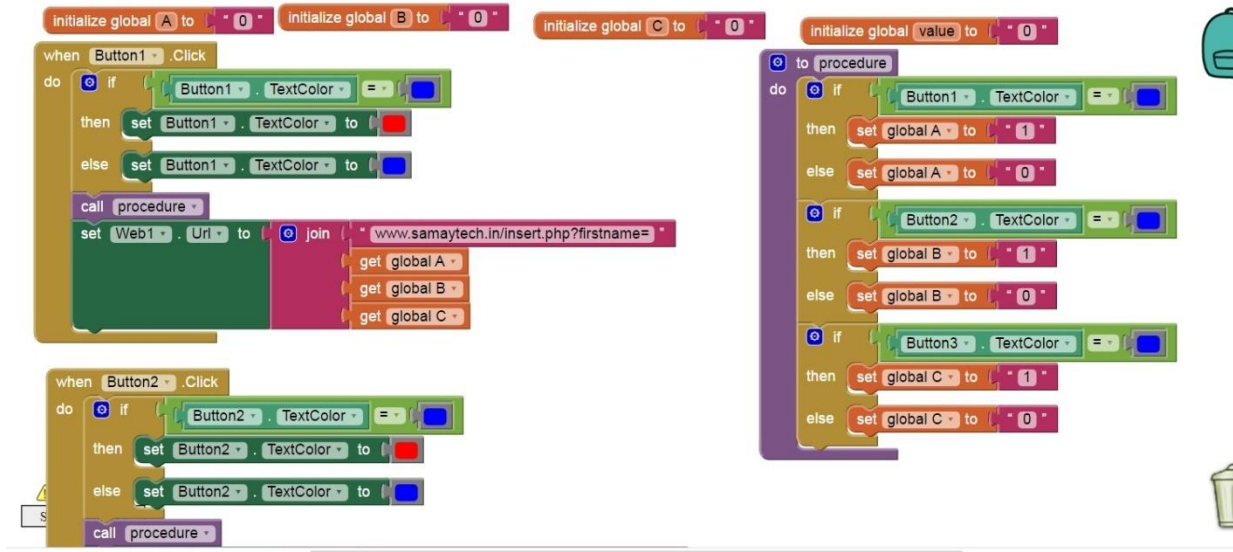 initialize global A to " 0 "
initialize global B to " 0 "
initialize global C to " 0 "
initialize global value to " 0 "
when Button1 .Click
do if Button1 . TextColor =
then set Button1 . TextColor to
else set Button1 . TextColor to
call procedure
set Web1 . Url to join " www.samaytech.in/insert.php?firstname= "
get global A
get global B
get global C
when Button2 .Click
do if Button2 . TextColor =
then set Button2 . TextColor to
else set Button2 . TextColor to
call procedure
S
to procedure
do if Button1 . TextColor =
then set global A to " 1 "
else set global A to " 0 "
if Button2 . TextColor =
then set global B to " 1 "
else set global B to " 0 "
if Button3 . TextColor =
then set global C to " 1 "
else set global C to " 0 "